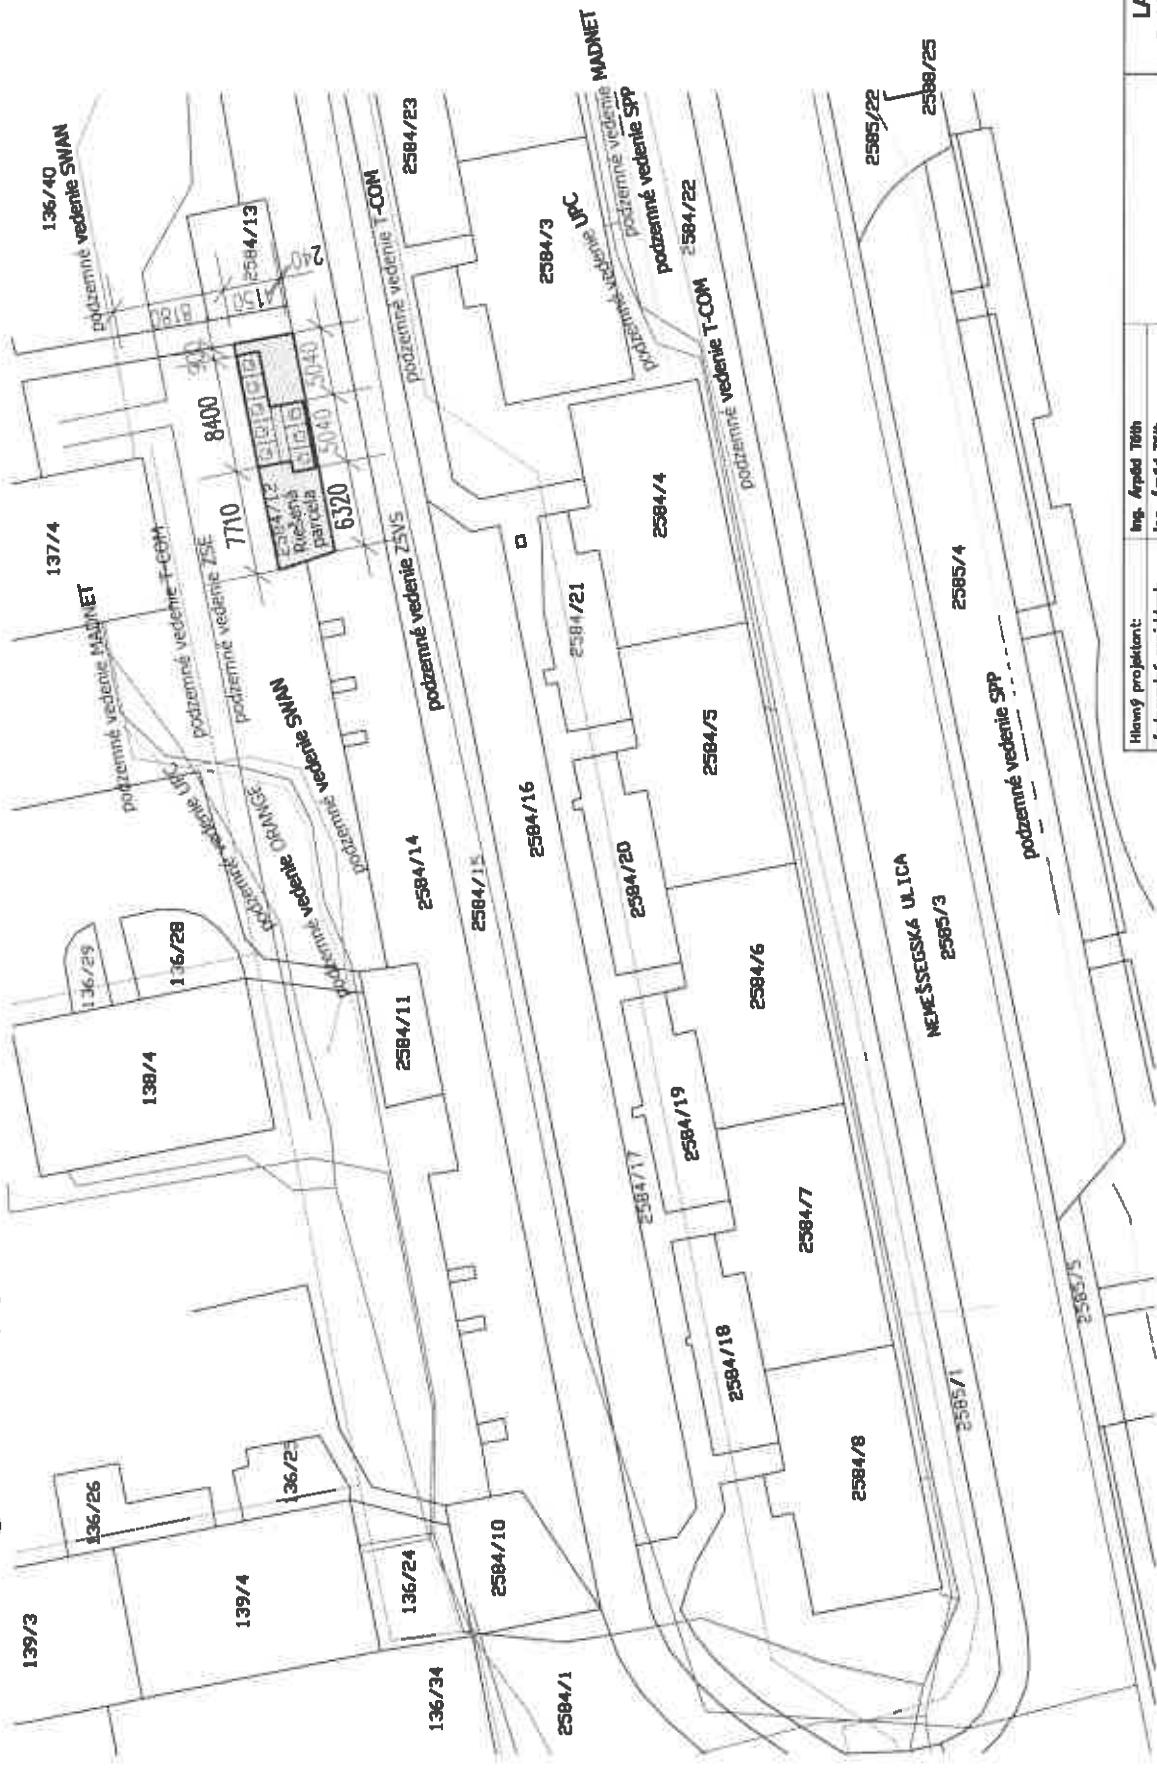 136/40
podzemné vedenie SWAN
2584/13
240
2
150
1
8180
900
8400
7710
5040
5040
6320
2584/12
Riešená
parcela
137/4
podzemné vedenie MADNET
podzemné vedenie T-COM
podzemné vedenie ZSE
podzemné vedenie UPC
podzemné vedenie ORANGE
podzemné vedenie SWAN
podzemné vedenie ZSVS
podzemné vedenie T-COM
2584/23
2584/3
podzemné vedenie UPC
podzemné vedenie MADNET
podzemné vedenie SPP
2584/22
podzemné vedenie T-COM
2585/22
2588/25
136/29
136/28
138/4
2584/11
2584/14
2584/15
2584/16
2584/21
2584/4
2584/5
2584/20
2584/6
2584/19
2584/17
2584/7
2584/18
2584/8
NEMEŠSEGSKÁ ULICA
2585/3
2585/4
podzemné vedenie SPP
2585/5
2585/1
136/26
136/25
139/3
139/4
136/24
2584/10
136/34
2584/1
Hlavný projektant:
Ing. Árpád Tóth
LA